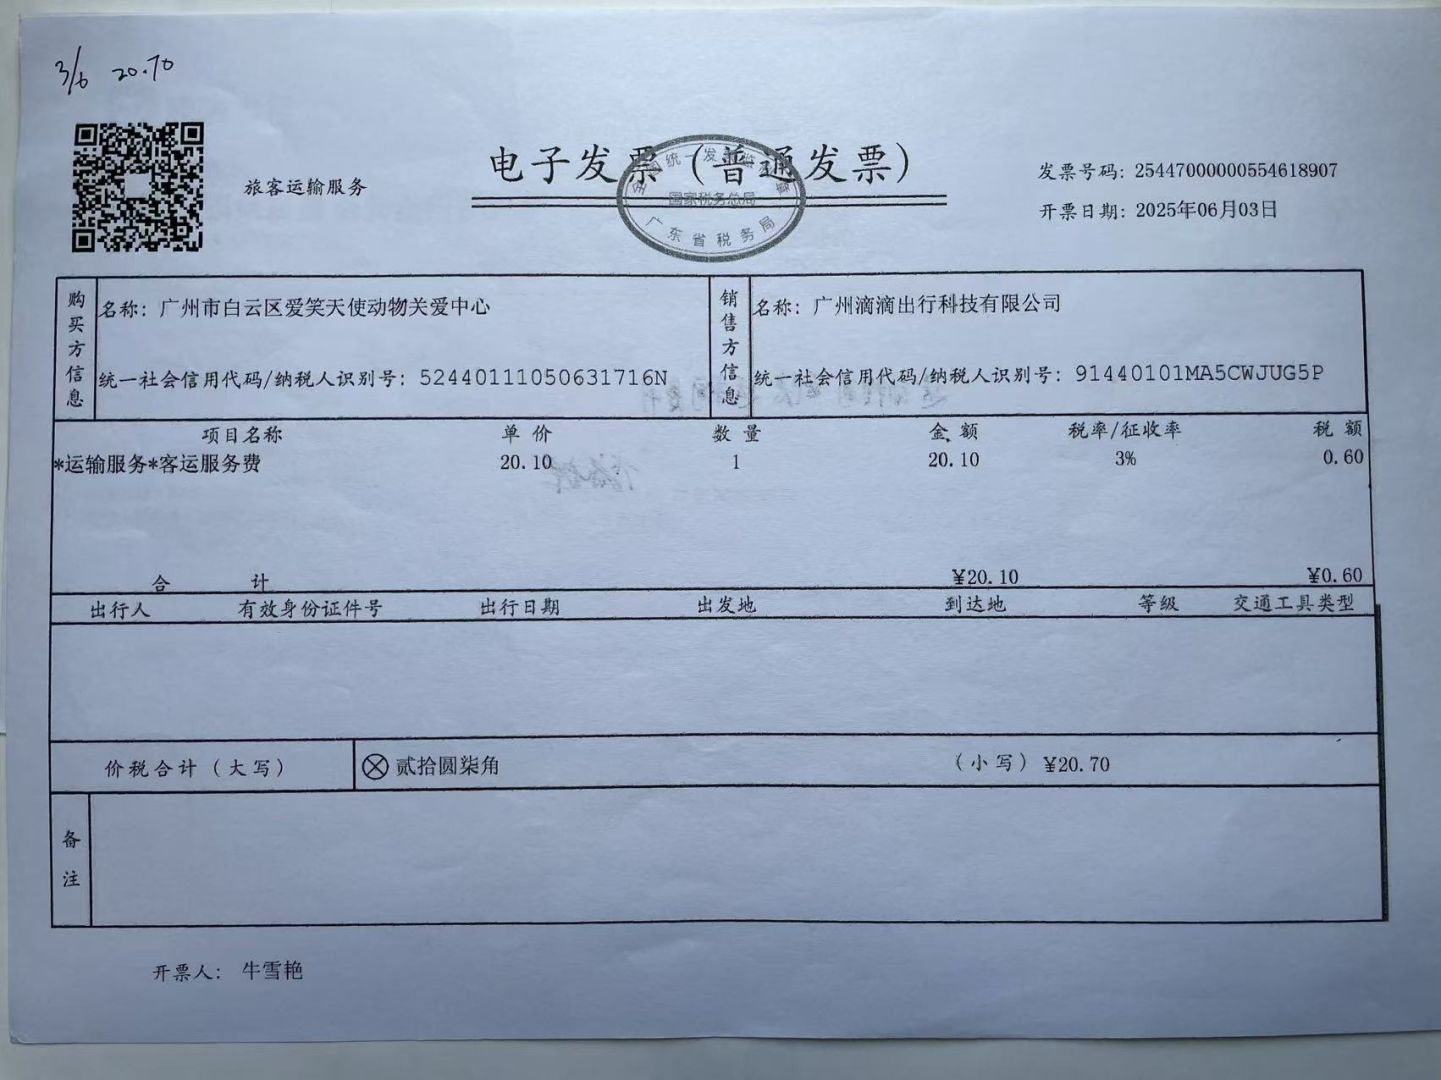 3/6 20.70
旅客运输服务
电子发票（普通发票）
全国统一发票监制章
国家税务总局
广东省税务局
发票号码：25447000000554618907
开票日期：2025年06月03日
购买方信息
名称：广州市白云区爱笑天使动物关爱中心
统一社会信用代码/纳税人识别号：52440111050631716N
销售方信息
名称：广州滴滴出行科技有限公司
统一社会信用代码/纳税人识别号：91440101MA5CWJUG5P
项目名称 单价 数量 金额 税率/征收率 税额
*运输服务*客运服务费 20.10 1 20.10 3% 0.60
合计 ¥20.10 ¥0.60
出行人 有效身份证件号 出行日期 出发地 到达地 等级 交通工具类型
价税合计（大写） ⊗贰拾圆柒角 （小写）¥20.70
备注
开票人：牛雪艳